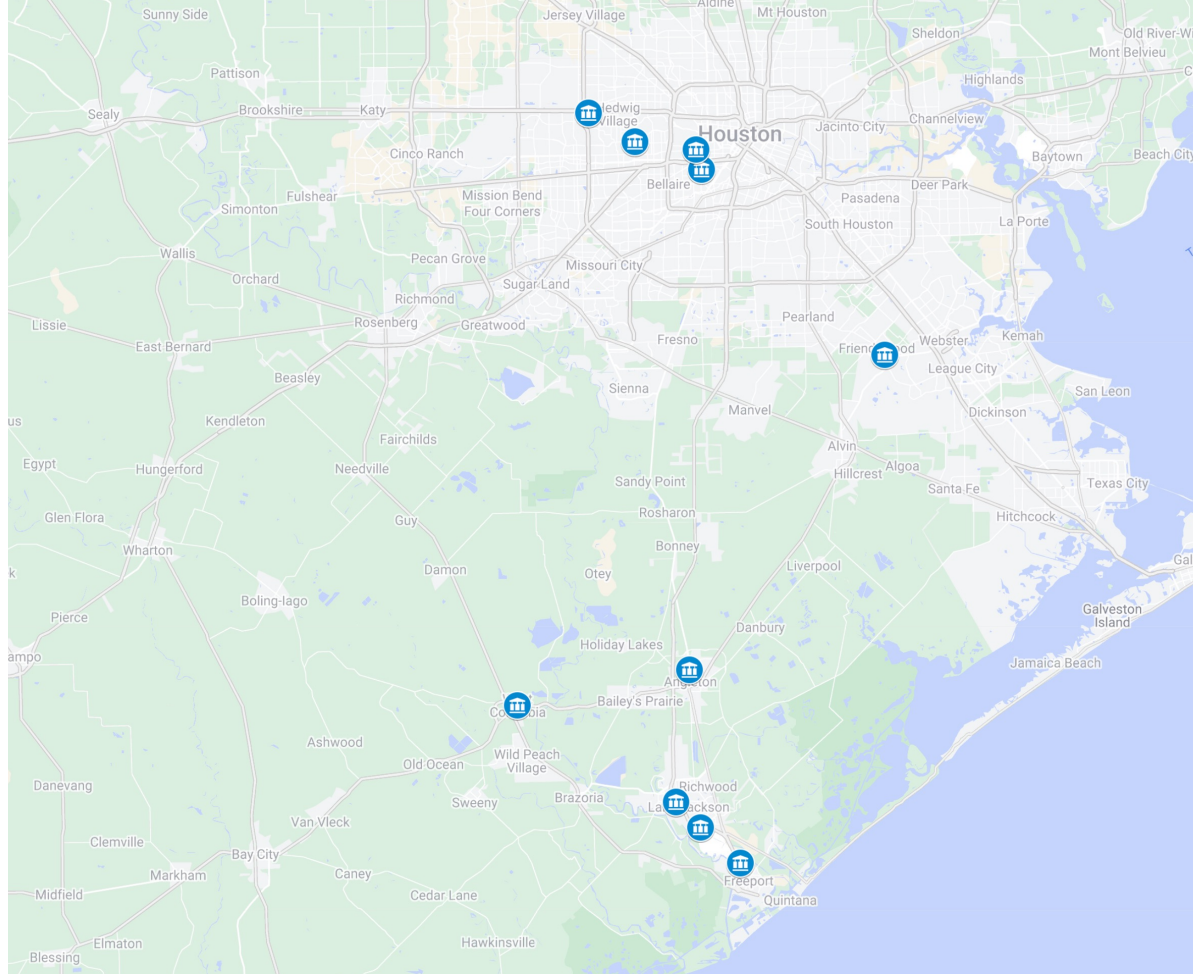 Sunny Side
Jersey Village
Aldine
Mt Houston
Old River-Wi
Sheldon
Mont Belvieu
Pattison
Highlands
Sealy
Brookshire
Katy
Hedwig
Village
Houston
Jacinto City
Channelview
Cinco Ranch
Baytown
Beach City
Fulshear
Simonton
Mission Bend
Four Corners
Bellaire
Pasadena
Deer Park
South Houston
La Porte
Wallis
Orchard
Pecan Grove
Missouri City
Sugar Land
Richmond
Rosenberg
Greatwood
Lissie
East Bernard
Pearland
Fresno
Webster
Kemah
Beasley
Sienna
League City
San Leon
us
Kendleton
Manvel
Dickinson
Fairchilds
Alvin
Egypt
Hungerford
Needville
Sandy Point
Hillcrest
Algoa
Santa Fe
Texas City
Glen Flora
Guy
Rosharon
Hitchcock
Wharton
Bonney
Liverpool
Gal
k
Damon
Otey
Boling-Iago
Galveston
Island
Pierce
Danbury
Holiday Lakes
ampo
Jamaica Beach
Angleton
Bailey's Prairie
Ashwood
Old Ocean
Wild Peach
Village
Danevang
Sweeny
Brazoria
Richwood
Van Vleck
Clemville
Bay City
Markham
Caney
Freeport
Midfield
Cedar Lane
Quintana
Elmaton
Hawkinsville
Blessing